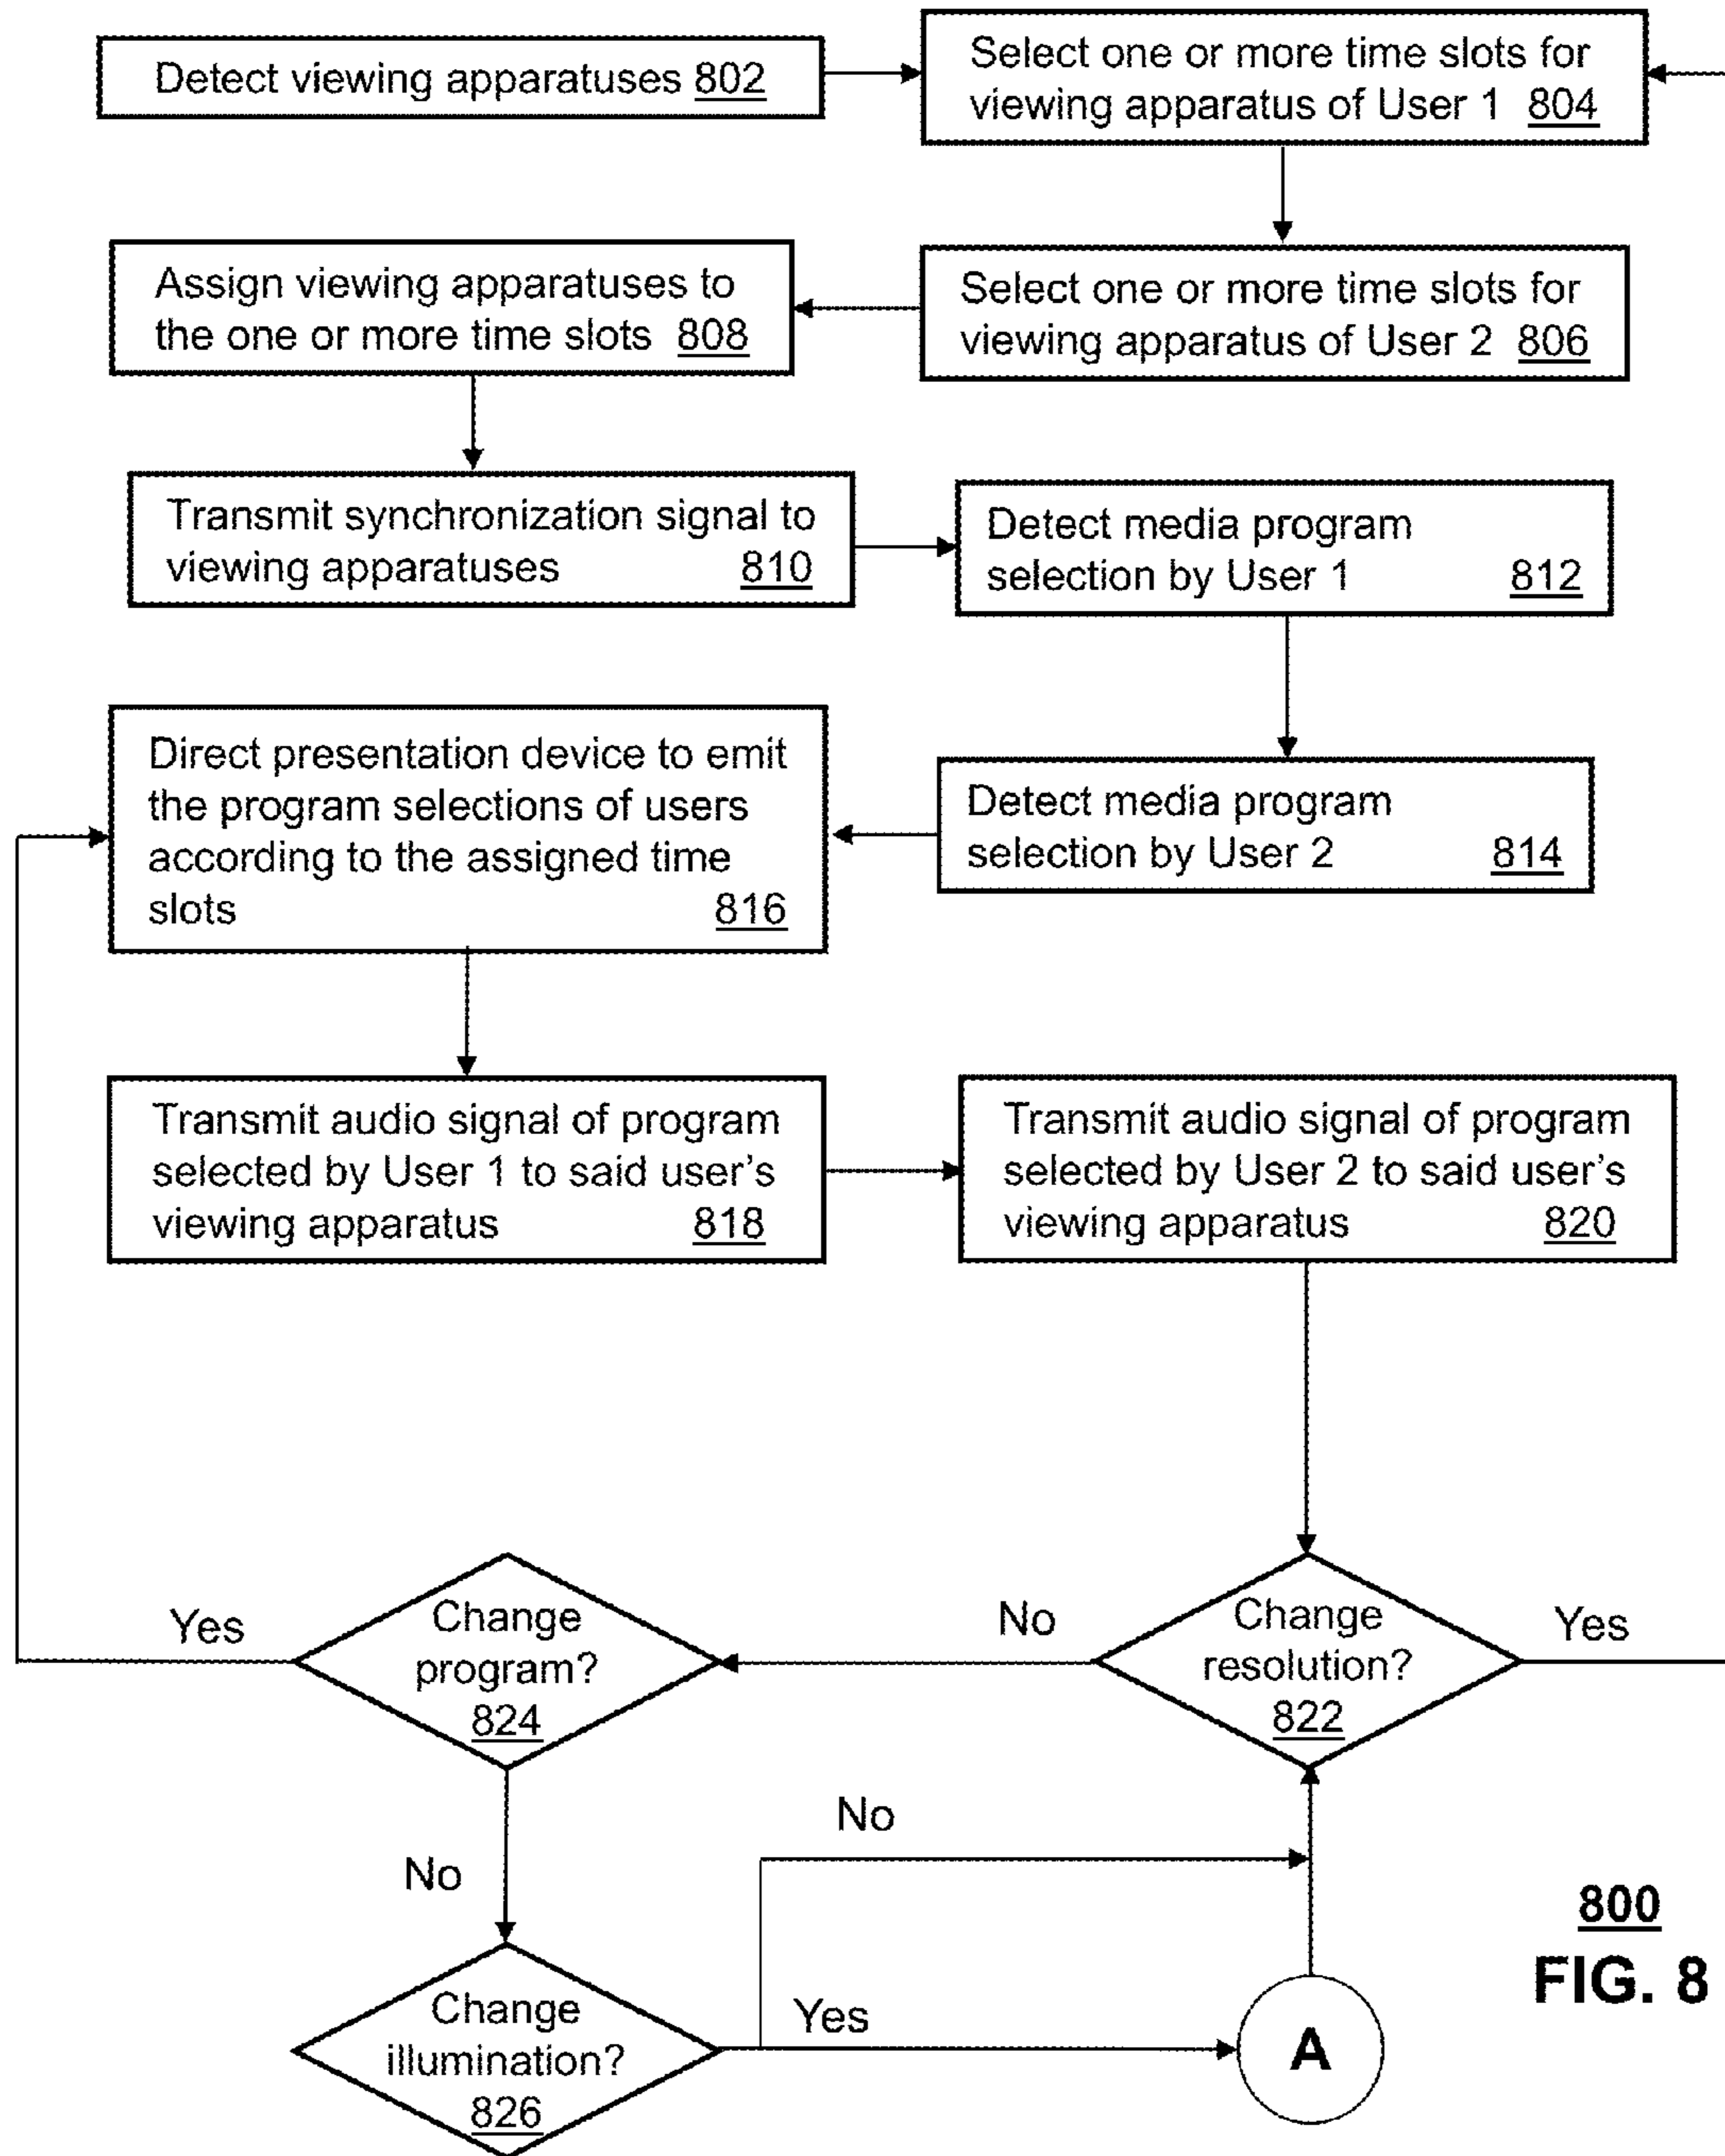 Detect viewing apparatuses 802
Select one or more time slots for
viewing apparatus of User 1 804
Assign viewing apparatuses to
the one or more time slots 808
Select one or more time slots for
viewing apparatus of User 2 806
Transmit synchronization signal to
viewing apparatuses 810
Detect media program
selection by User 1 812
Direct presentation device to emit
the program selections of users
according to the assigned time
slots 816
Detect media program
selection by User 2 814
Transmit audio signal of program
selected by User 1 to said user's
viewing apparatus 818
Transmit audio signal of program
selected by User 2 to said user's
viewing apparatus 820
Yes
Change
program?
824
No
Change
resolution?
822
Yes
No
No
Change
illumination?
826
Yes
A
800
FIG. 8